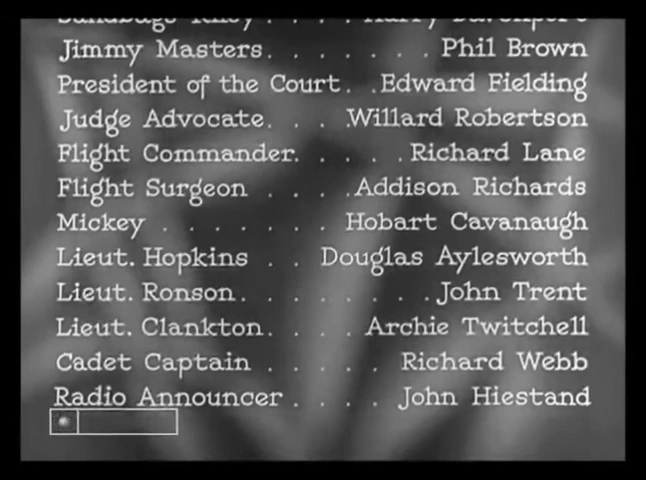 Jimmy Masters. . . . . . . Phil Brown
President of the Court. . Edward Fielding
Judge Advocate. . . .Willard Robertson
Flight Commander. . . . .Richard Lane
Flight Surgeon . . . .Addison Richards
Mickey . . . . . . . Hobart Cavanaugh
Lieut. Hopkins . . Douglas Aylesworth
Lieut. Ronson. . . . . . . .John Trent
Lieut. Clankton. . . . Archie Twitchell
Cadet Captain . . . . . Richard Webb
Radio Announcer . . . . John Hiestand